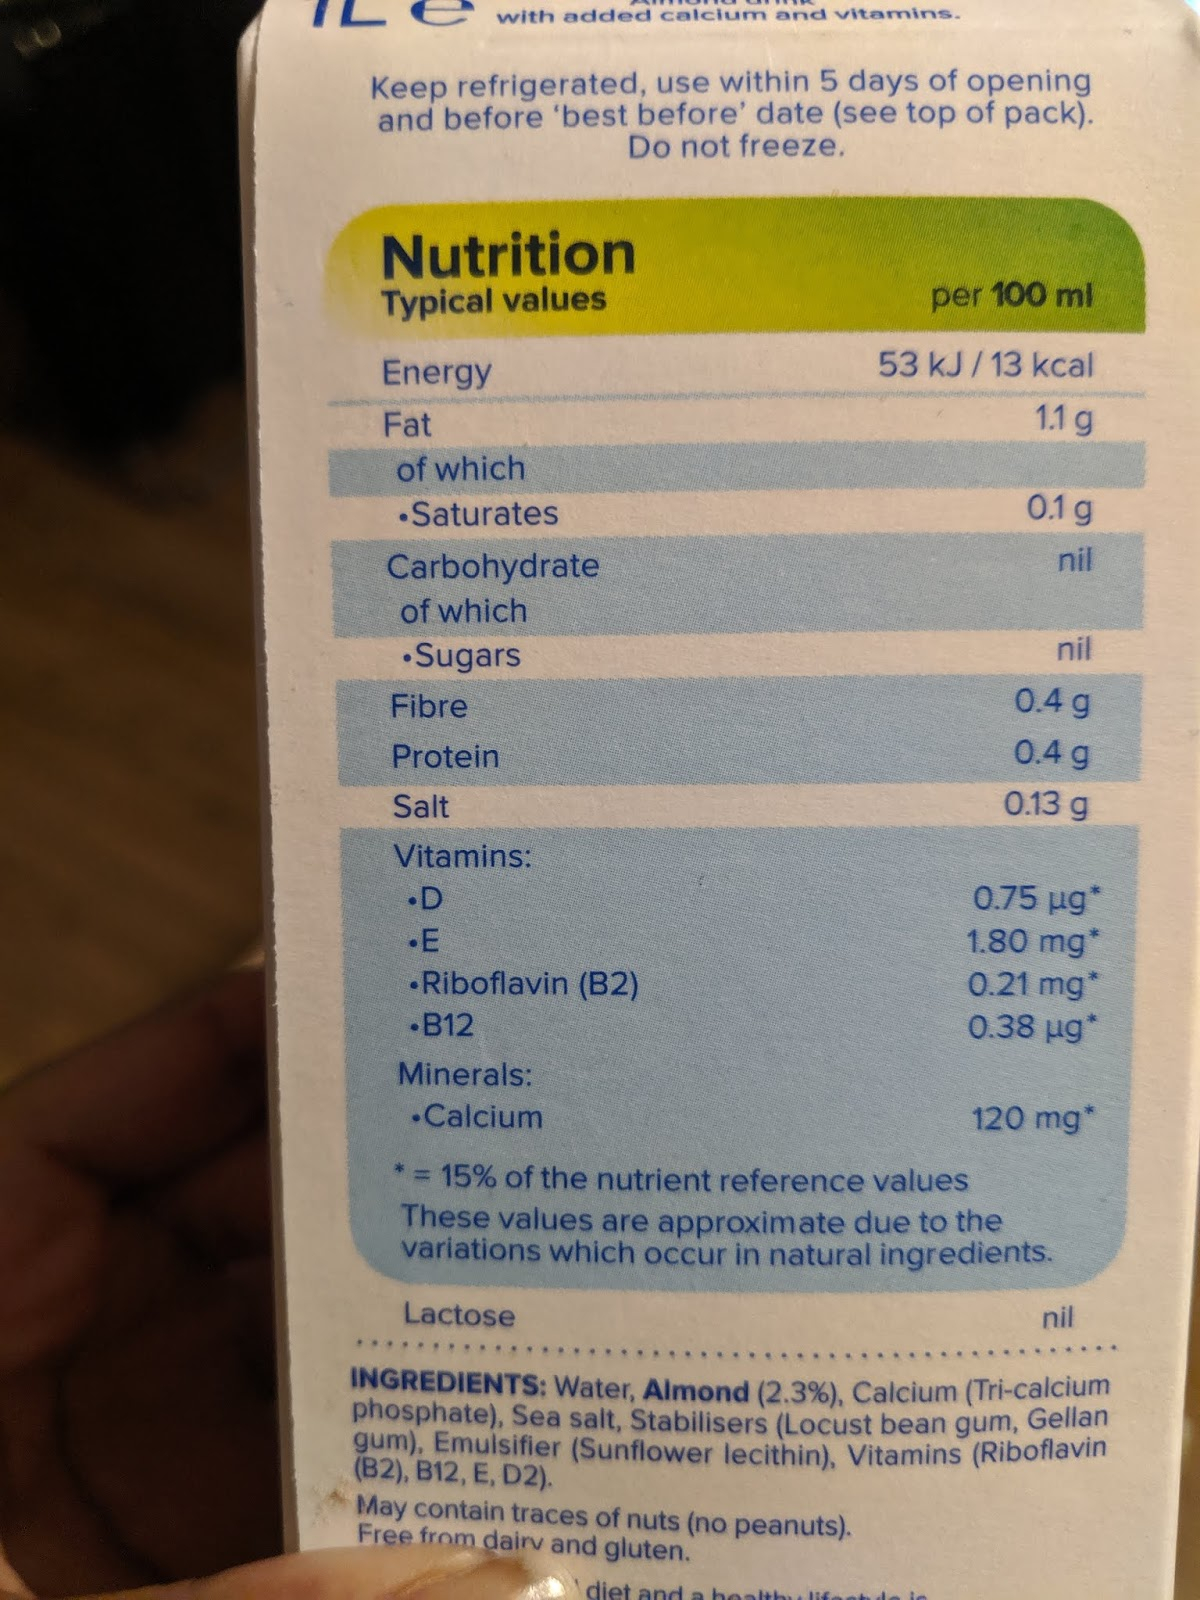 1L e
with added calcium and vitamins.
Keep refrigerated, use within 5 days of opening
and before ‘best before’ date (see top of pack).
Do not freeze.
Nutrition
Typical values per 100 ml
Energy 53 kJ / 13 kcal
Fat 1.1 g
of which
•Saturates 0.1 g
Carbohydrate nil
of which
•Sugars nil
Fibre 0.4 g
Protein 0.4 g
Salt 0.13 g
Vitamins:
•D 0.75 µg*
•E 1.80 mg*
•Riboflavin (B2) 0.21 mg*
•B12 0.38 µg*
Minerals:
•Calcium 120 mg*
* = 15% of the nutrient reference values
These values are approximate due to the
variations which occur in natural ingredients.
Lactose nil
INGREDIENTS: Water, Almond (2.3%), Calcium (Tri-calcium
phosphate), Sea salt, Stabilisers (Locust bean gum, Gellan
gum), Emulsifier (Sunflower lecithin), Vitamins (Riboflavin
(B2), B12, E, D2).
May contain traces of nuts (no peanuts).
Free from dairy and gluten.
diet and a healthy lifestyle is